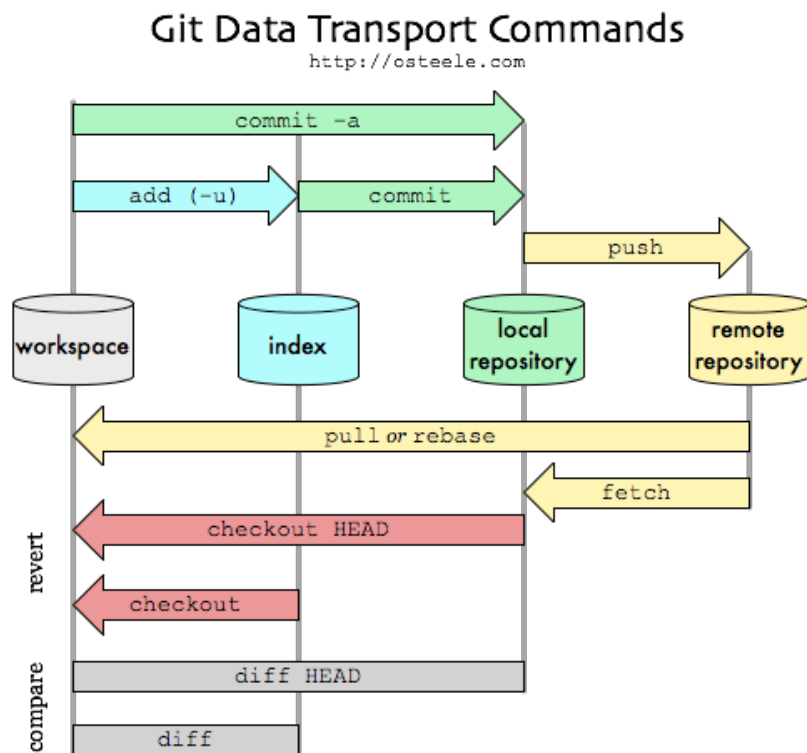 Git Data Transport Commands
http://osteele.com
commit -a
add (-u)
commit
push
workspace
index
local
repository
remote
repository
pull or rebase
fetch
revert
checkout HEAD
checkout
compare
diff HEAD
diff